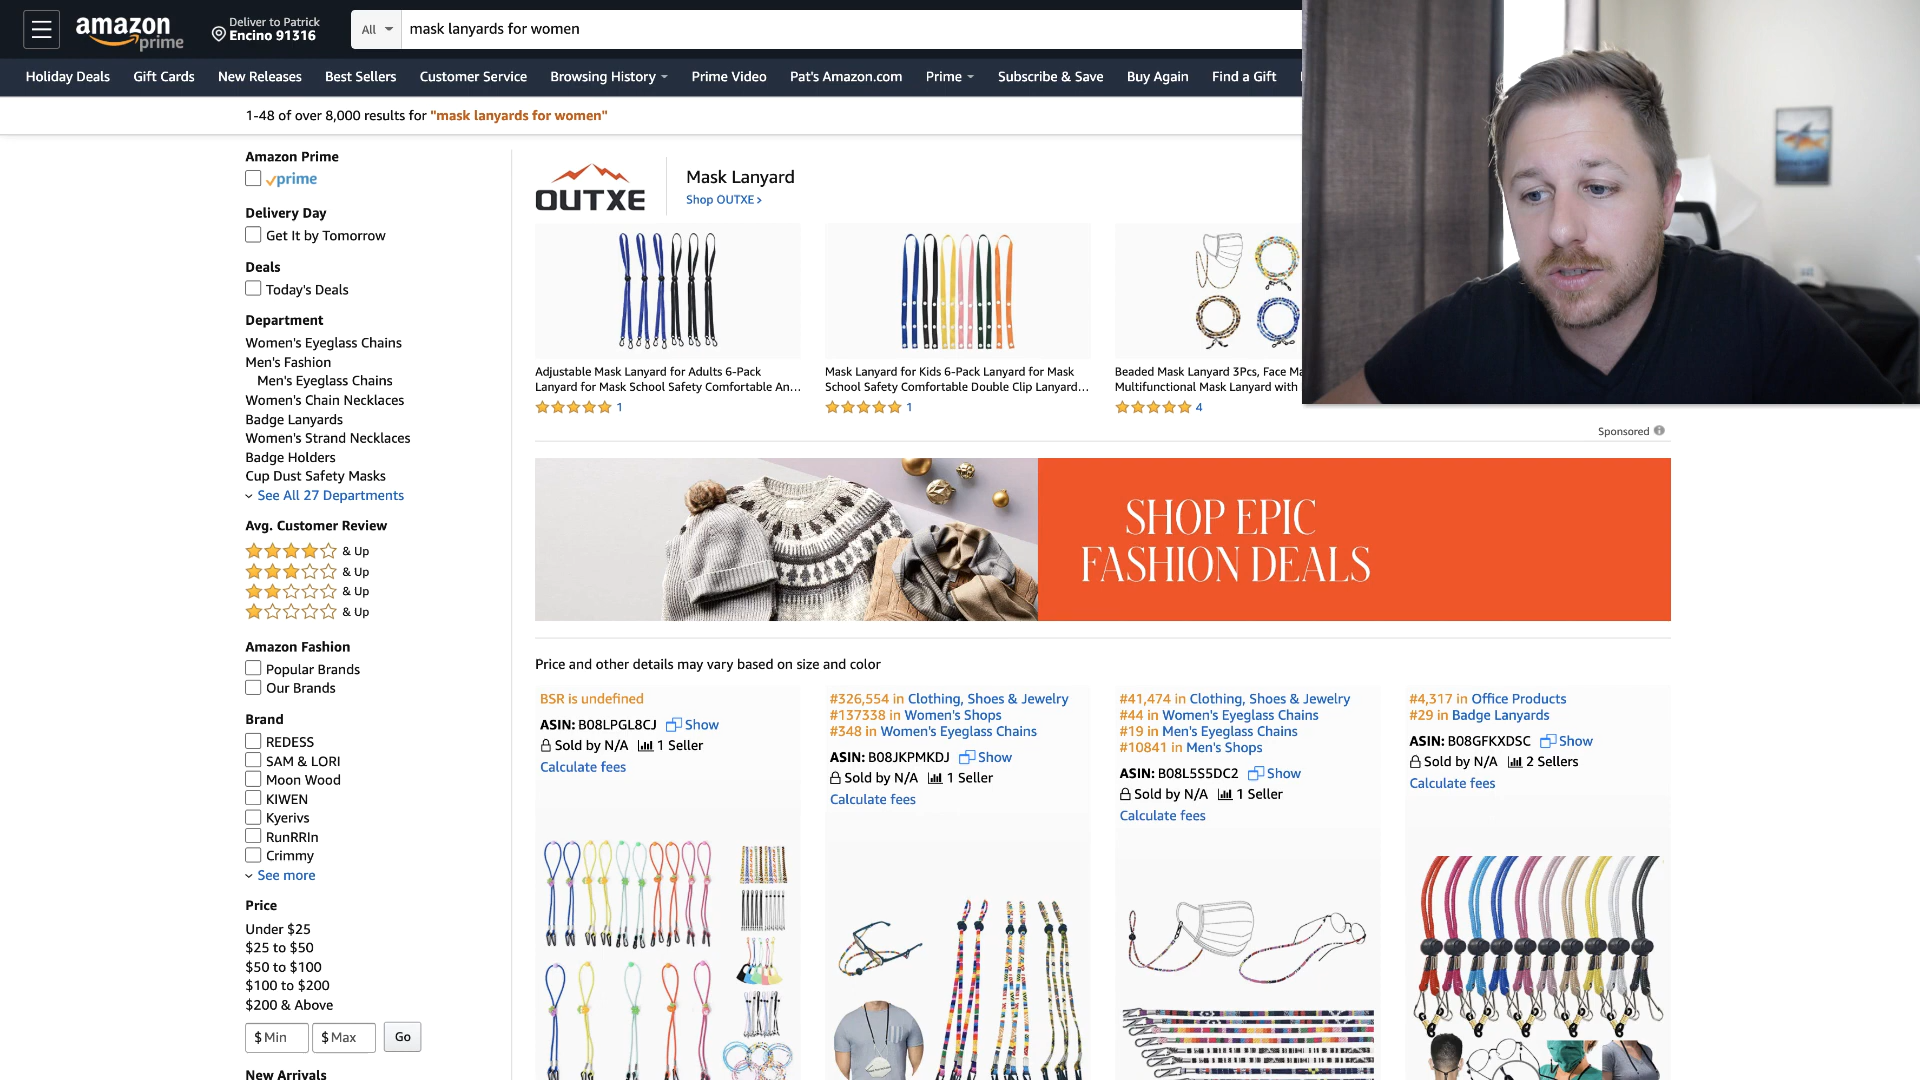 amazon prime
Deliver to Patrick
Encino 91316
All
mask lanyards for women
Holiday Deals
Gift Cards
New Releases
Best Sellers
Customer Service
Browsing History
Prime Video
Pat's Amazon.com
Prime
Subscribe & Save
Buy Again
Find a Gift
1-48 of over 8,000 results for "mask lanyards for women"
Amazon Prime
prime
Delivery Day
Get It by Tomorrow
Deals
Today's Deals
Department
Women's Eyeglass Chains
Men's Fashion
Men's Eyeglass Chains
Women's Chain Necklaces
Badge Lanyards
Women's Strand Necklaces
Badge Holders
Cup Dust Safety Masks
See All 27 Departments
Avg. Customer Review
& Up
& Up
& Up
& Up
Amazon Fashion
Popular Brands
Our Brands
Brand
REDESS
SAM & LORI
Moon Wood
KIWEN
Kyerivs
RunRRIn
Crimmy
See more
Price
Under $25
$25 to $50
$50 to $100
$100 to $200
$200 & Above
$ Min
$ Max
Go
New Arrivals
OUTXE
Mask Lanyard
Shop OUTXE ›
Adjustable Mask Lanyard for Adults 6-Pack
Lanyard for Mask School Safety Comfortable An...
1
Mask Lanyard for Kids 6-Pack Lanyard for Mask
School Safety Comfortable Double Clip Lanyard...
1
Beaded Mask Lanyard 3Pcs, Face
Multifunctional Mask Lanyard with
4
Sponsored
SHOP EPIC
FASHION DEALS
Price and other details may vary based on size and color
BSR is undefined
ASIN: B08LPGL8CJ Show
Sold by N/A 1 Seller
Calculate fees
#326,554 in Clothing, Shoes & Jewelry
#137338 in Women's Shops
#348 in Women's Eyeglass Chains
ASIN: B08JKPMKDJ Show
Sold by N/A 1 Seller
Calculate fees
#41,474 in Clothing, Shoes & Jewelry
#44 in Women's Eyeglass Chains
#19 in Men's Eyeglass Chains
#10841 in Men's Shops
ASIN: B08L5S5DC2 Show
Sold by N/A 1 Seller
Calculate fees
#4,317 in Office Products
#29 in Badge Lanyards
ASIN: B08GFKXDSC Show
Sold by N/A 2 Sellers
Calculate fees